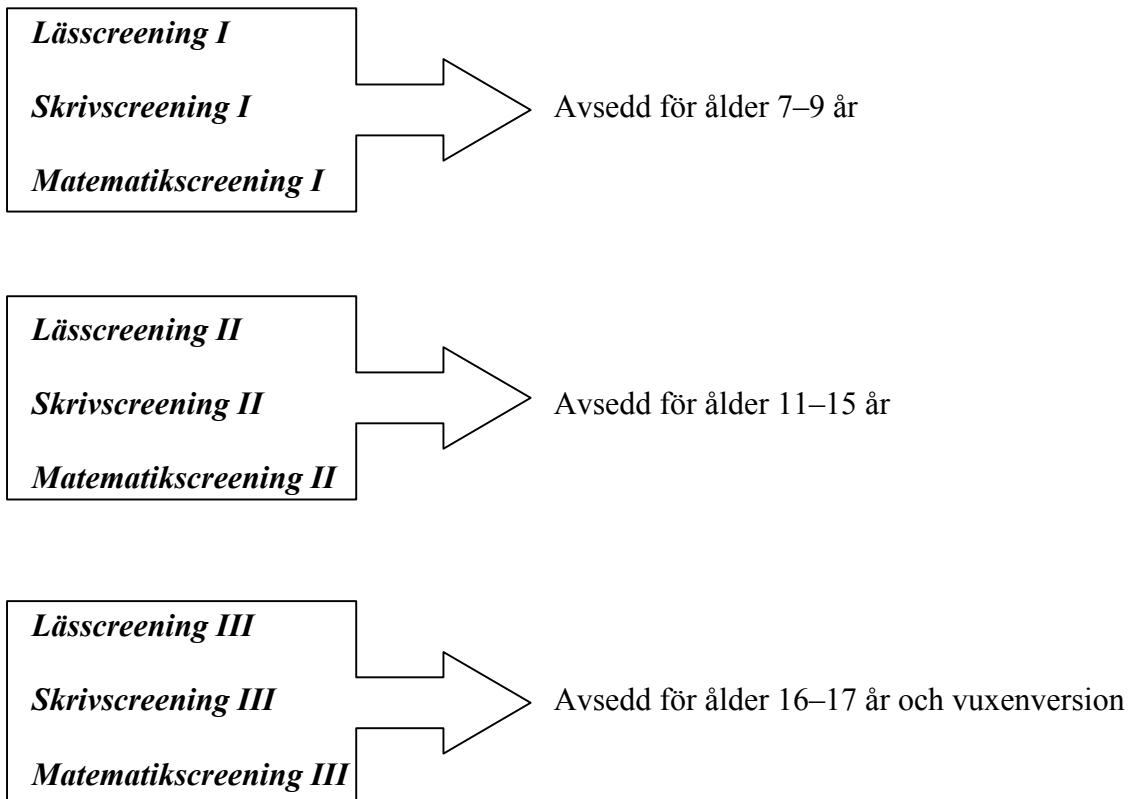 Lässcreening I
Skrivscreening I
Matematikscreening I
Avsedd för ålder 7–9 år
Lässcreening II
Skrivscreening II
Matematikscreening II
Avsedd för ålder 11–15 år
Lässcreening III
Skrivscreening III
Matematikscreening III
Avsedd för ålder 16–17 år och vuxenversion